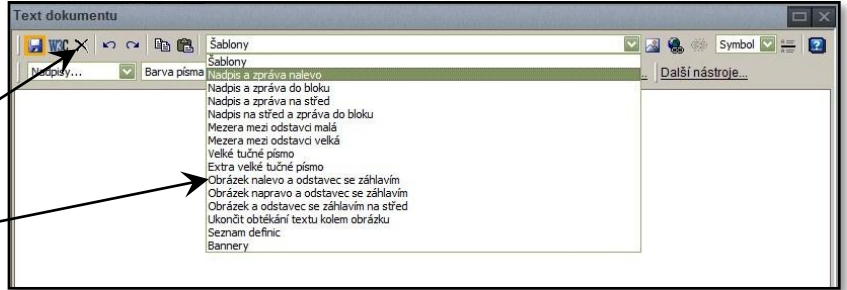 Text dokumentu
W3C Šablony Symbol ?
Nadpisy... Barva písma Další nástroje...
Šablony
Nadpis a zpráva nalevo
Nadpis a zpráva do bloku
Nadpis a zpráva na střed
Nadpis na střed a zpráva do bloku
Mezera mezi odstavci malá
Mezera mezi odstavci velká
Velké tučné písmo
Extra velké tučné písmo
Obrázek nalevo a odstavec se záhlavím
Obrázek napravo a odstavec se záhlavím
Obrázek a odstavec se záhlavím na střed
Ukončit obtékání textu kolem obrázku
Seznam definic
Bannery